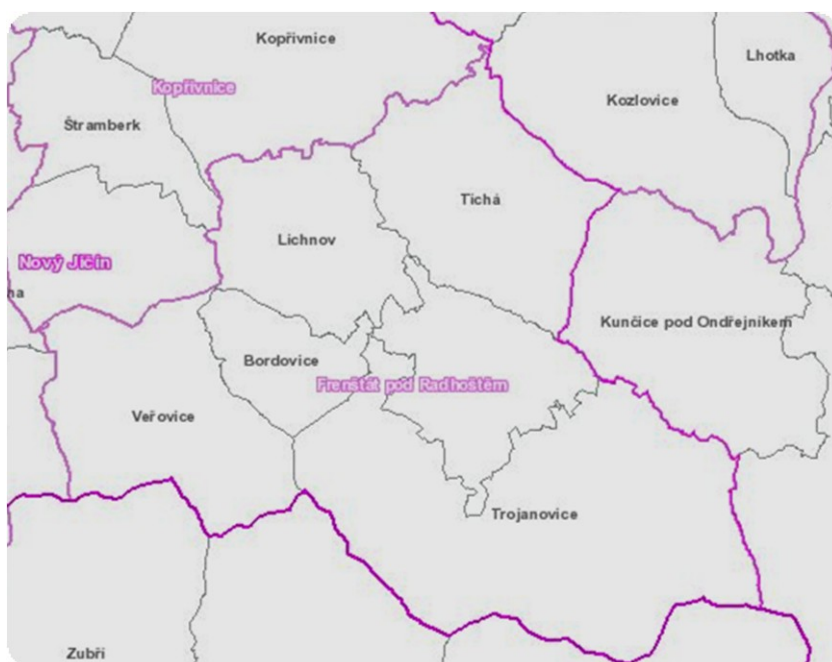 Kopřivnice
Lhotka
Kopřivnice
Kozlovice
Štramberk
Tichá
Lichnov
Nový Jičín
na
Kunčice pod Ondřejníkem
Bordovice
Frenštát pod Radhoštěm
Veřovice
Trojanovice
Zubří